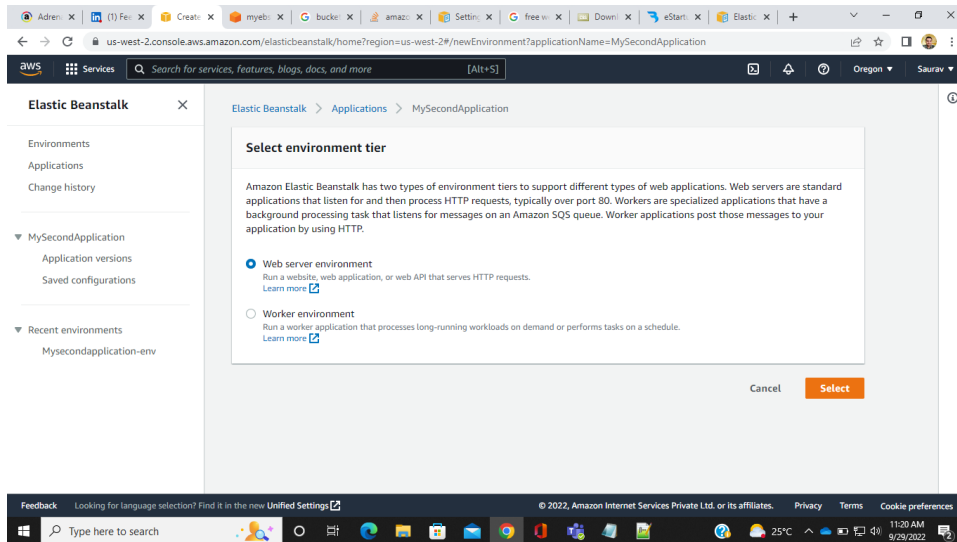 Adren
(1) Fee
Create
myebs
bucket
amazo
Setting
free w
Downl
eStart
Elastic
us-west-2.console.aws.amazon.com/elasticbeanstalk/home?region=us-west-2#/newEnvironment?applicationName=MySecondApplication
aws
Services
Search for services, features, blogs, docs, and more [Alt+S]
Oregon
Saurav
Elastic Beanstalk
Environments
Applications
Change history
MySecondApplication
Application versions
Saved configurations
Recent environments
Mysecondapplication-env
Elastic Beanstalk > Applications > MySecondApplication
Select environment tier
Amazon Elastic Beanstalk has two types of environment tiers to support different types of web applications. Web servers are standard
applications that listen for and then process HTTP requests, typically over port 80. Workers are specialized applications that have a
background processing task that listens for messages on an Amazon SQS queue. Worker applications post those messages to your
application by using HTTP.
Web server environment
Run a website, web application, or web API that serves HTTP requests.
Learn more
Worker environment
Run a worker application that processes long-running workloads on demand or performs tasks on a schedule.
Learn more
Cancel
Select
Feedback
Looking for language selection? Find it in the new Unified Settings
© 2022, Amazon Internet Services Private Ltd. or its affiliates.
Privacy
Terms
Cookie preferences
Type here to search
25°C
11:20 AM
9/29/2022
2